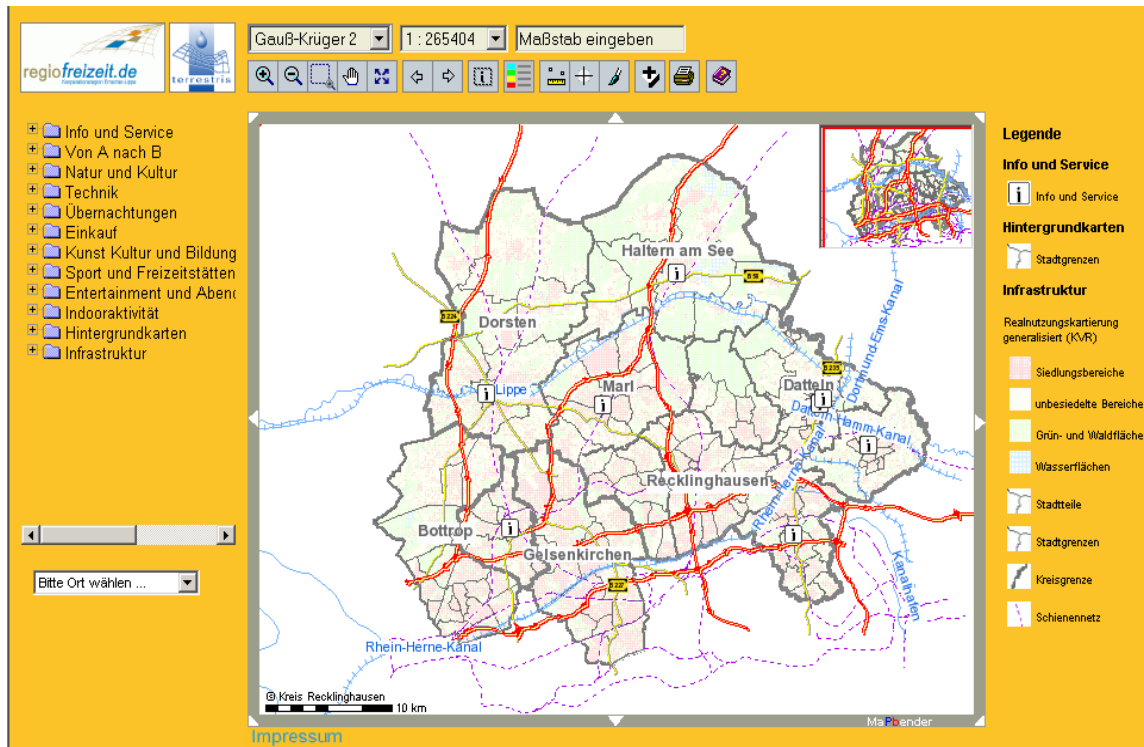 regiofreizeit.de
terrestris
Gauß-Krüger 2
1 : 265404
Maßstab eingeben
Info und Service
Von A nach B
Natur und Kultur
Technik
Übernachtungen
Einkauf
Kunst Kultur und Bildung
Sport und Freizeitstätten
Entertainment und Abend
Indooraktivität
Hintergrundkarten
Infrastruktur
Bitte Ort wählen ...
Haltern am See
B 58
B 224
Dorsten
Dortmund-Ems-Kanal
B 235
Lippe
Marl
Datteln
Datteln-Hamm-Kanal
Recklinghausen
Rhein-Herne-Kanal
Bottrop
Gelsenkirchen
B 227
Kanalhafen
Rhein-Herne-Kanal
© Kreis Recklinghausen
10 km
MaPbender
Impressum
Legende
Info und Service
Info und Service
Hintergrundkarten
Stadtgrenzen
Infrastruktur
Realnutzungskartierung
generalisiert (KVR)
Siedlungsbereiche
unbesiedelte Bereiche
Grün- und Waldfläche
Wasserflächen
Stadtteile
Stadtgrenzen
Kreisgrenze
Schienennetz